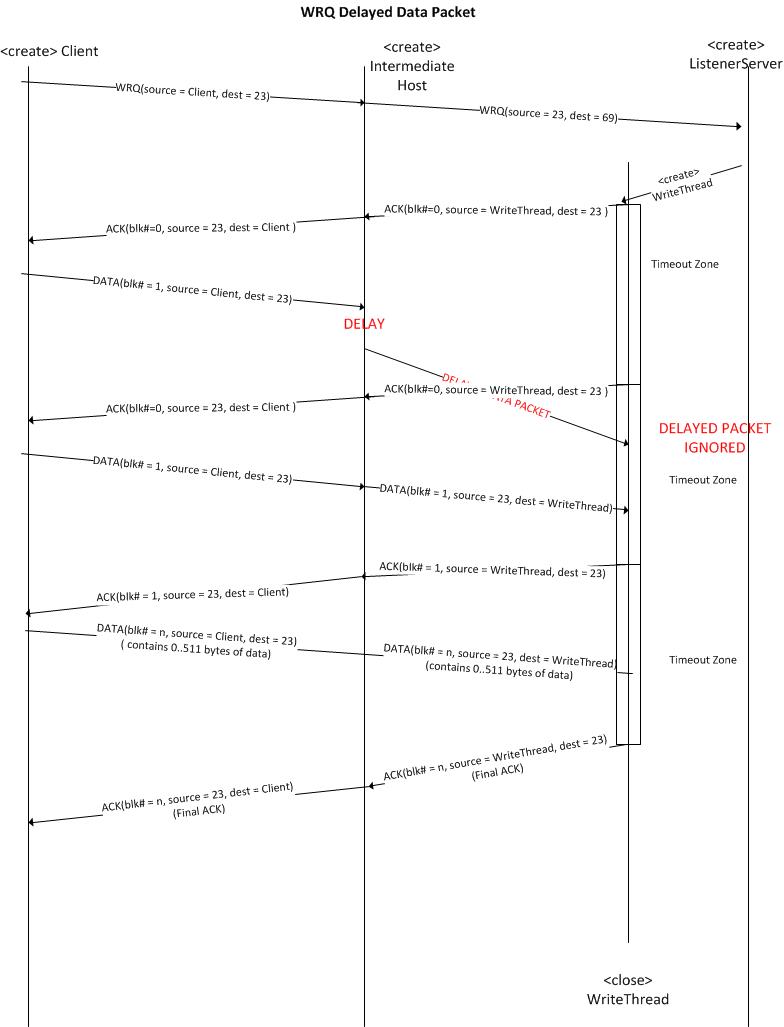 WRQ Delayed Data Packet
<create> Client
<create>
Intermediate
Host
<create>
ListenerServer
WRQ(source = Client, dest = 23)
WRQ(source = 23, dest = 69)
<create>
WriteThread
ACK(blk#=0, source = WriteThread, dest = 23 )
ACK(blk#=0, source = 23, dest = Client )
Timeout Zone
DATA(blk# = 1, source = Client, dest = 23)
DELAY
PACKET
ACK(blk#=0, source = WriteThread, dest = 23 )
ACK(blk#=0, source = 23, dest = Client )
DELAYED PACKET
IGNORED
DATA(blk# = 1, source = Client, dest = 23)
Timeout Zone
DATA(blk# = 1, source = 23, dest = WriteThread)
ACK(blk# = 1, source = WriteThread, dest = 23)
ACK(blk# = 1, source = 23, dest = Client)
DATA(blk# = n, source = Client, dest = 23)
( contains 0..511 bytes of data)
DATA(blk# = n, source = 23, dest = WriteThread)
(contains 0..511 bytes of data)
Timeout Zone
ACK(blk# = n, source = WriteThread, dest = 23)
(Final ACK)
ACK(blk# = n, source = 23, dest = Client)
(Final ACK)
<close>
WriteThread